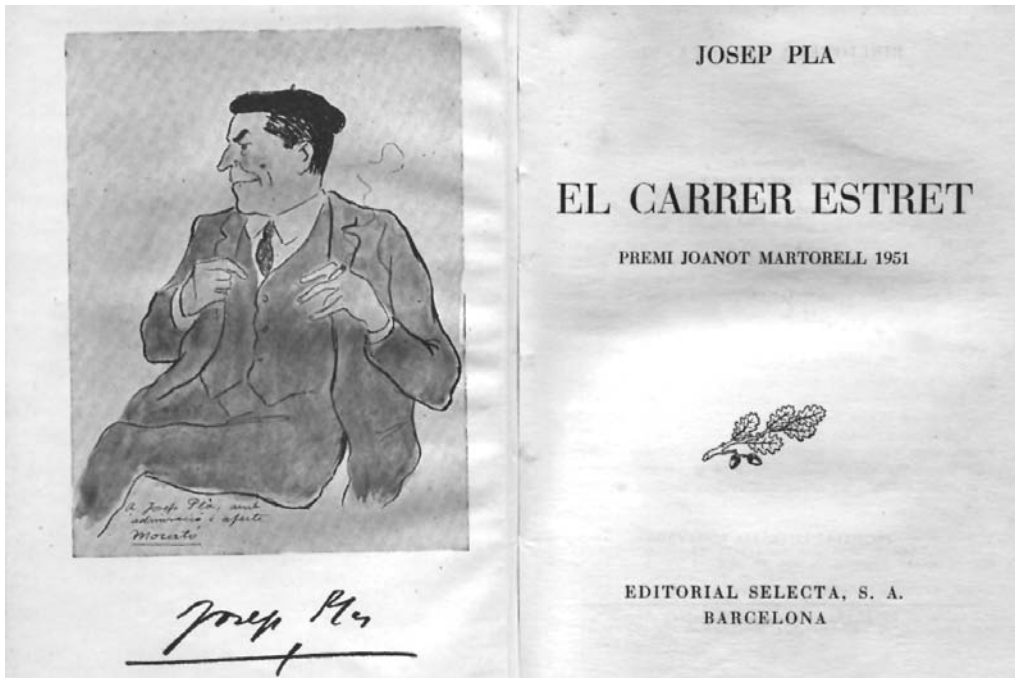 A Josep Pla, amb
admiració i afecte
Josep Pla
JOSEP PLA
EL CARRER ESTRET
PREMI JOANOT MARTORELL 1951
EDITORIAL SELECTA, S. A.
BARCELONA